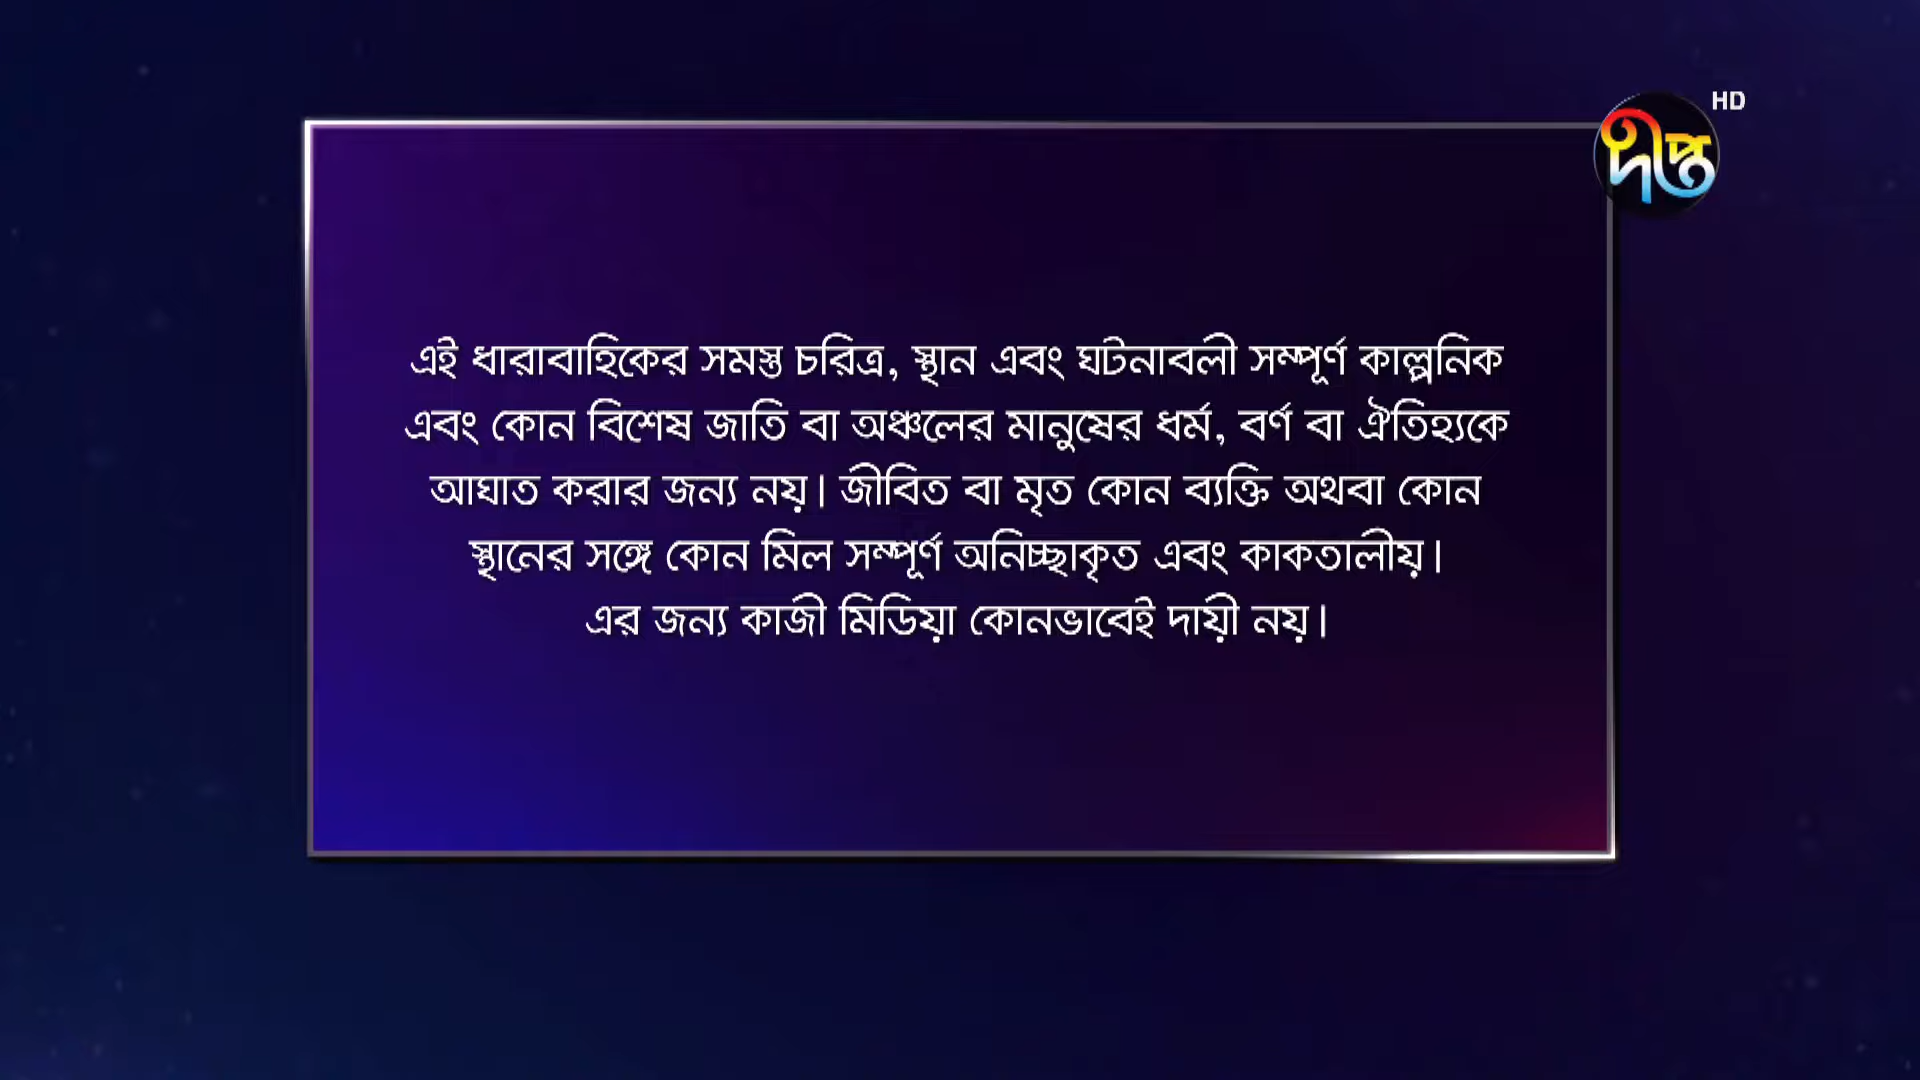 HD
দীপ্ত
এই ধারাবাহিকের সমস্ত চরিত্র, স্থান এবং ঘটনাবলী সম্পূর্ণ কাল্পনিক
এবং কোন বিশেষ জাতি বা অঞ্চলের মানুষের ধর্ম, বর্ণ বা ঐতিহ্যকে
আঘাত করার জন্য নয়। জীবিত বা মৃত কোন ব্যক্তি অথবা কোন
স্থানের সঙ্গে কোন মিল সম্পূর্ণ অনিচ্ছাকৃত এবং কাকতালীয়।
এর জন্য কাজী মিডিয়া কোনভাবেই দায়ী নয়।